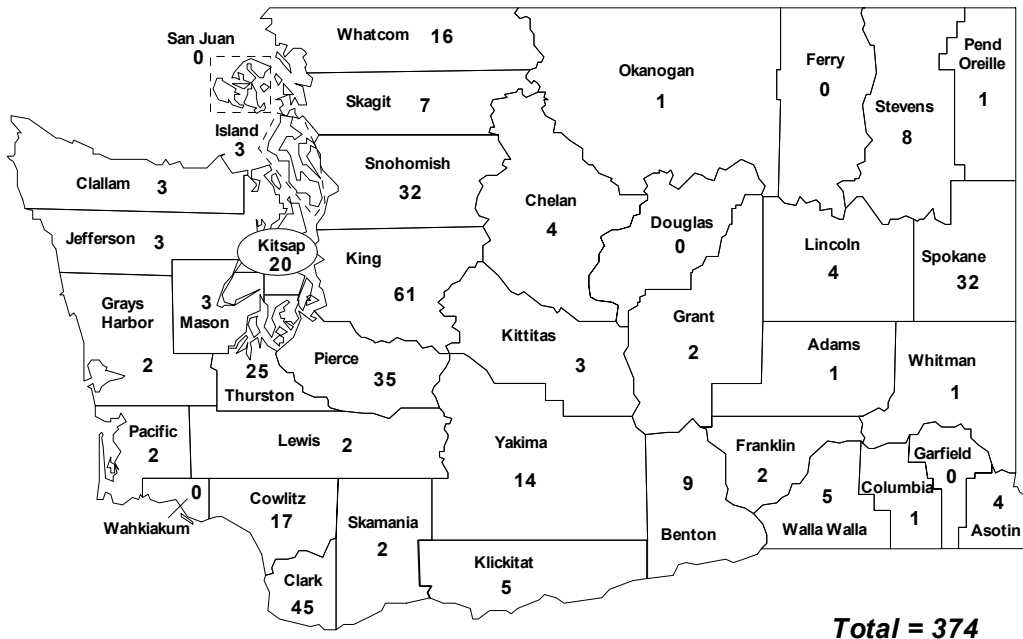 San Juan
0
Whatcom 16
Skagit 7
Island
3
Snohomish
32
Clallam 3
Jefferson 3
Kitsap
20
King
61
Grays
Harbor
2
3
Mason
25
Thurston
Pierce
35
Pacific
2
Lewis 2
0
Wahkiakum
Cowlitz
17
Skamania
2
Clark
45
Okanogan
1
Chelan
4
Douglas
0
Kittitas
3
Grant
2
Yakima
14
Klickitat
5
9
Benton
Ferry
0
Stevens
8
Pend
Oreille
1
Lincoln
4
Spokane
32
Adams
1
Whitman
1
Franklin
2
5
Walla Walla
Columbia
1
Garfield
0
4
Asotin
Total = 374